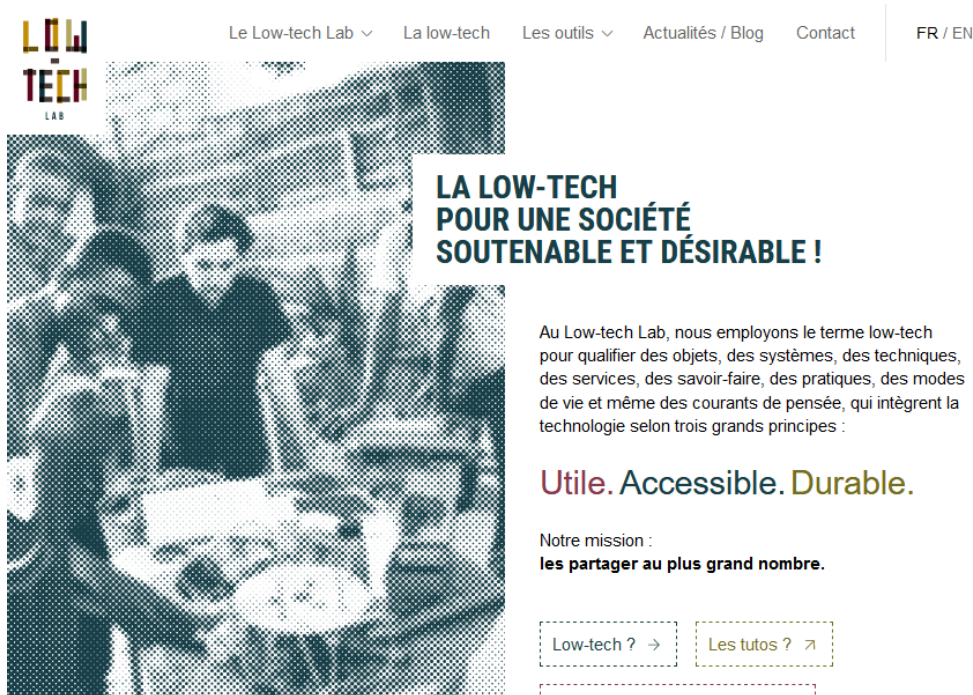 LOW
-
TECH
LAB
Le Low-tech Lab
La low-tech
Les outils
Actualités / Blog
Contact
FR / EN
LA LOW-TECH
POUR UNE SOCIÉTÉ
SOUTENABLE ET DÉSIRABLE !
Au Low-tech Lab, nous employons le terme low-tech
pour qualifier des objets, des systèmes, des techniques,
des services, des savoir-faire, des pratiques, des modes
de vie et même des courants de pensée, qui intègrent la
technologie selon trois grands principes :
Utile. Accessible. Durable.
Notre mission :
les partager au plus grand nombre.
Low-tech ? →
Les tutos ? ↗